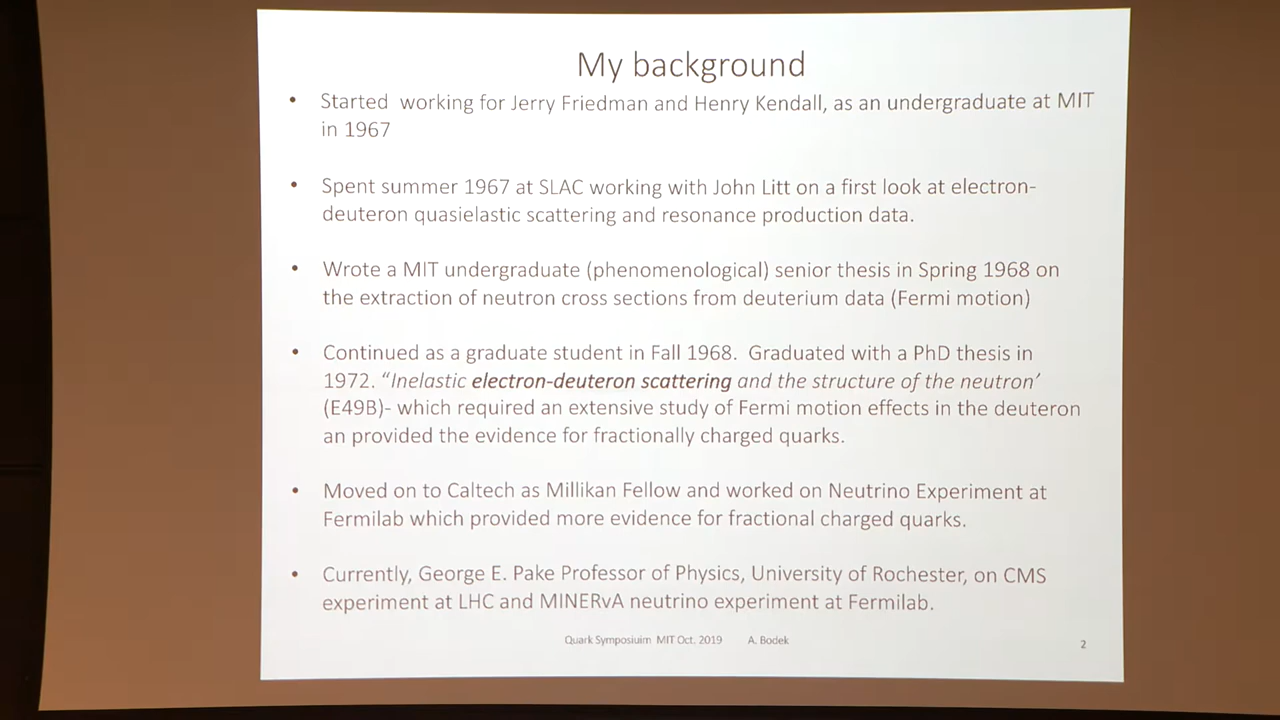 My background
• Started working for Jerry Friedman and Henry Kendall, as an undergraduate at MIT
in 1967
• Spent summer 1967 at SLAC working with John Litt on a first look at electron-
deuteron quasielastic scattering and resonance production data.
• Wrote a MIT undergraduate (phenomenological) senior thesis in Spring 1968 on
the extraction of neutron cross sections from deuterium data (Fermi motion)
• Continued as a graduate student in Fall 1968. Graduated with a PhD thesis in
1972. “Inelastic electron-deuteron scattering and the structure of the neutron’
(E49B)- which required an extensive study of Fermi motion effects in the deuteron
an provided the evidence for fractionally charged quarks.
• Moved on to Caltech as Millikan Fellow and worked on Neutrino Experiment at
Fermilab which provided more evidence for fractional charged quarks.
• Currently, George E. Pake Professor of Physics, University of Rochester, on CMS
experiment at LHC and MINERvA neutrino experiment at Fermilab.
Quark Symposiuim MIT Oct. 2019 A. Bodek 2